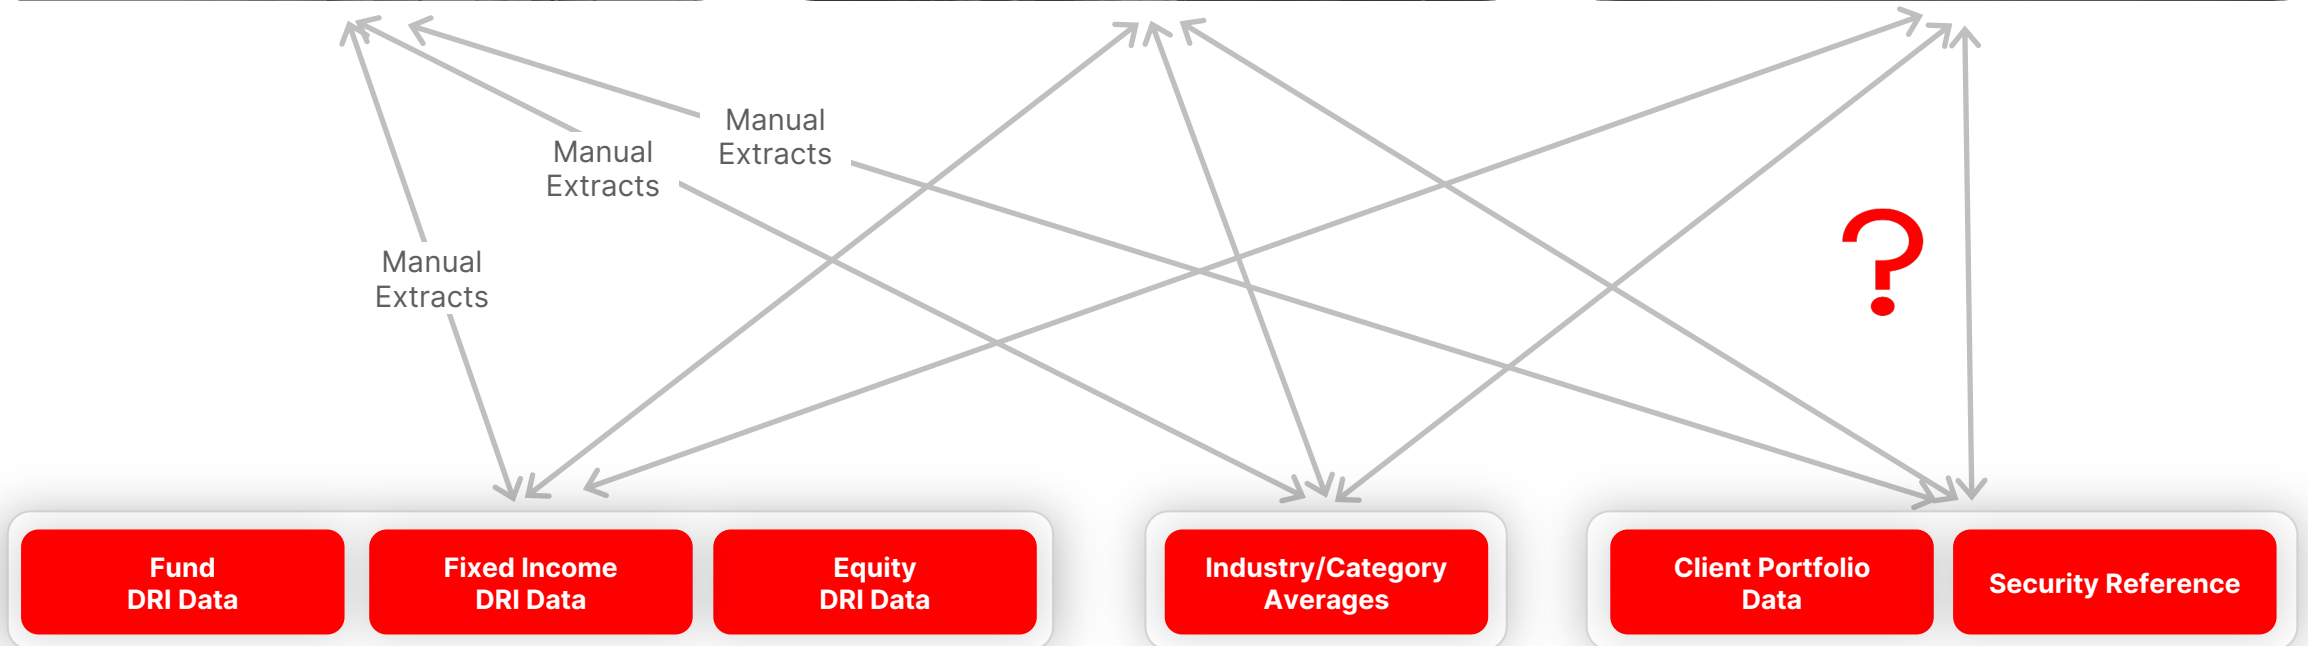 Manual
Extracts
Manual
Extracts
Manual
Extracts
?
Fund
DRI Data
Fixed Income
DRI Data
Equity
DRI Data
Industry/Category
Averages
Client Portfolio
Data
Security Reference